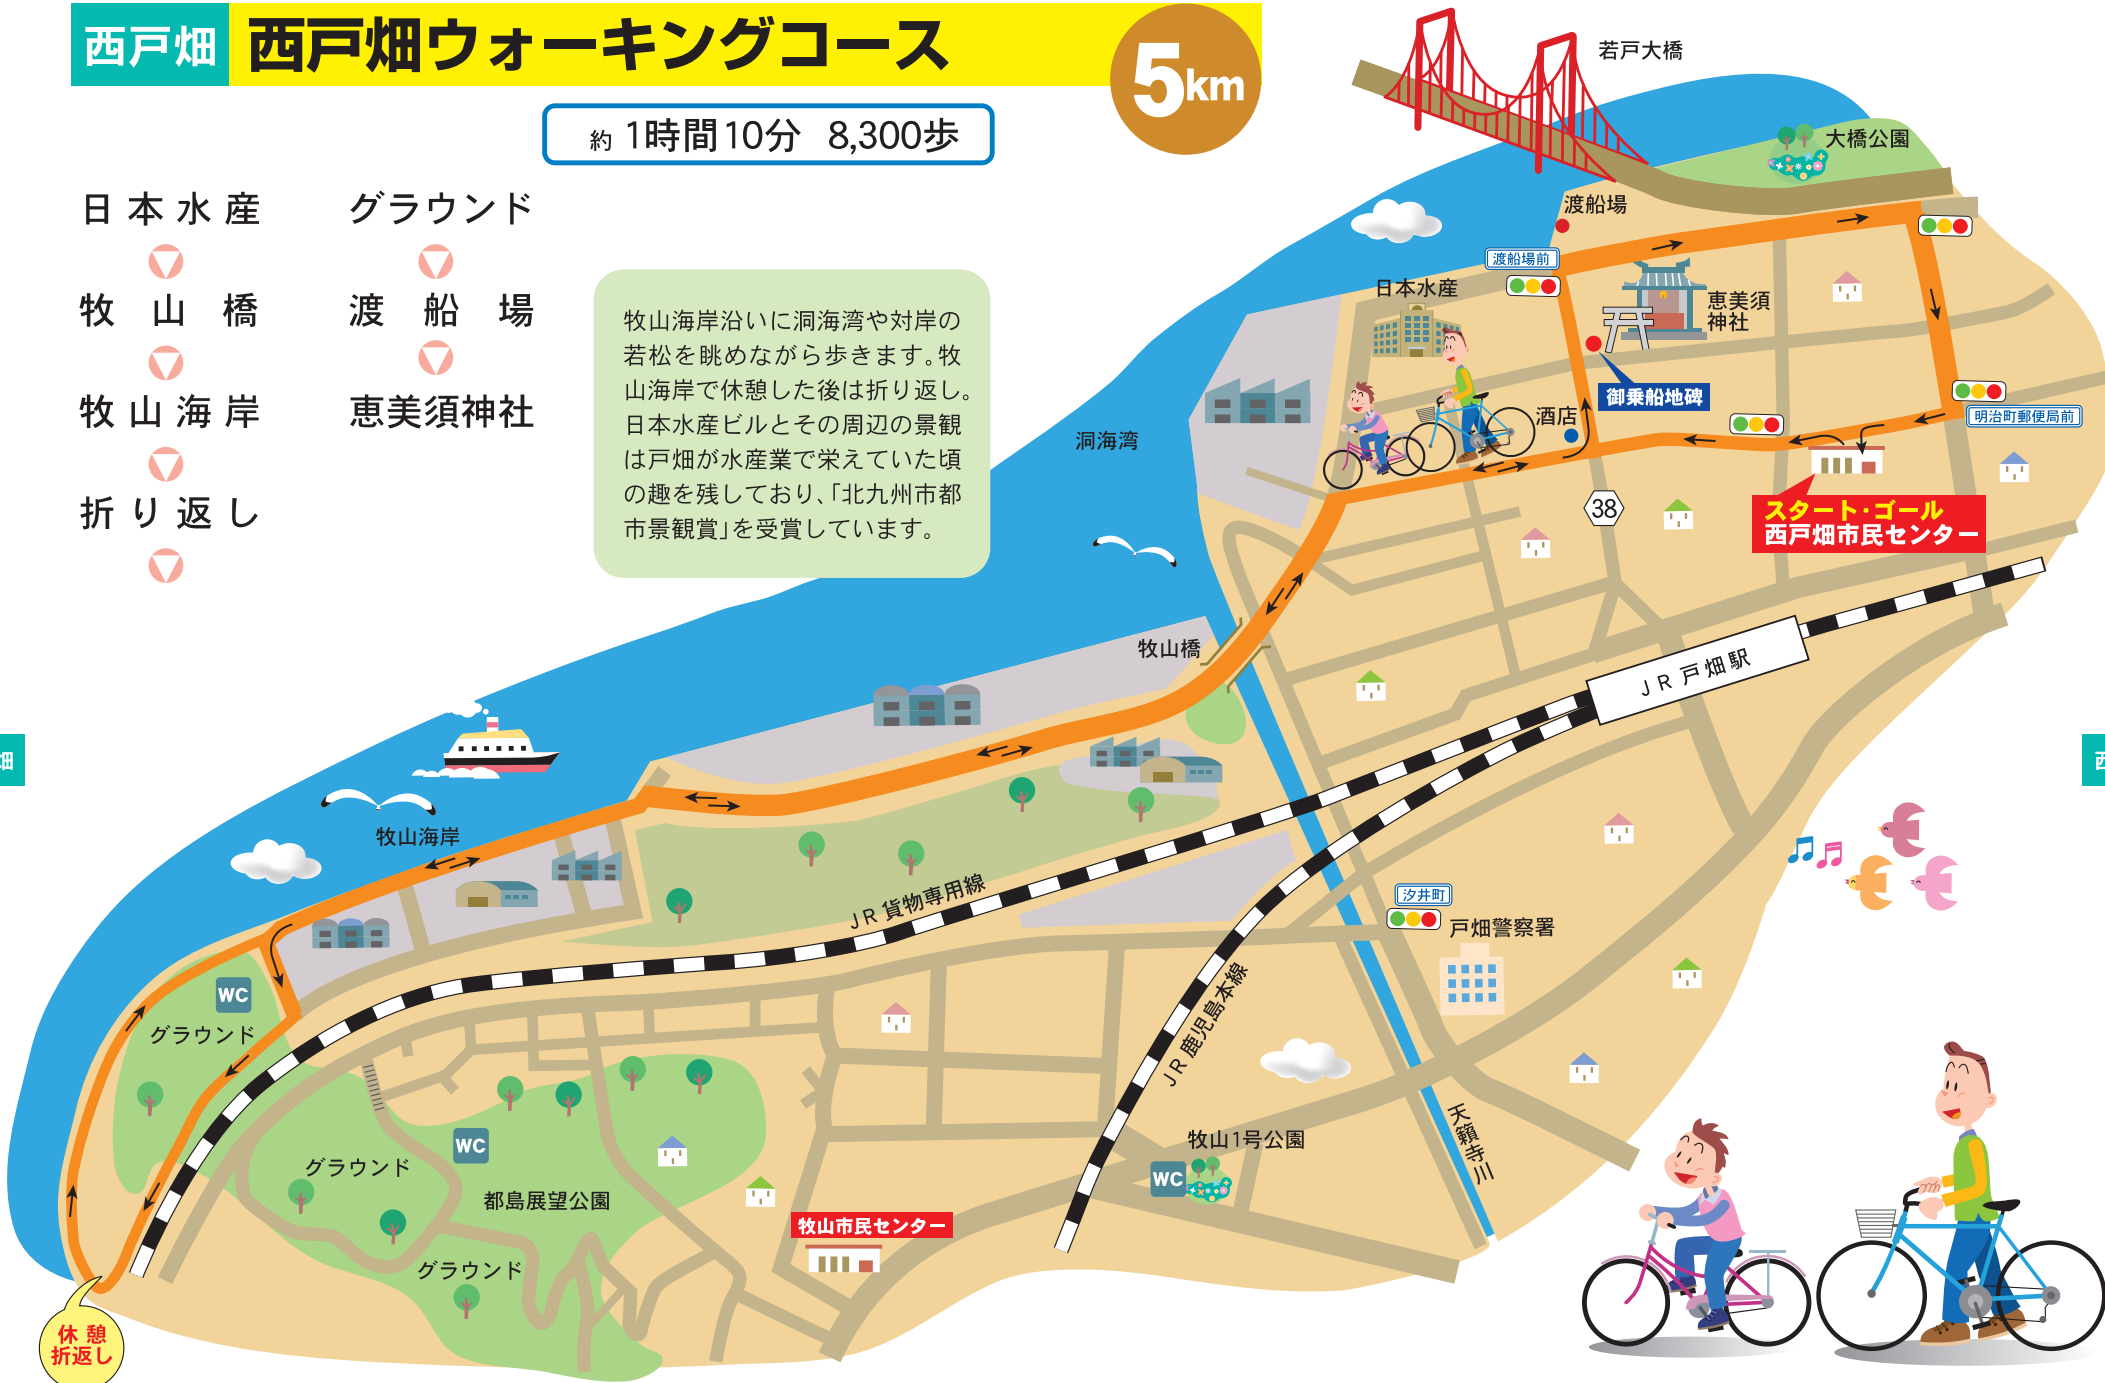 西戸畑
西戸畑ウォーキングコース
5km
約 1時間10分 8,300歩
日本水産
牧山橋
牧山海岸
折り返し
グラウンド
渡船場
恵美須神社
牧山海岸沿いに洞海湾や対岸の
若松を眺めながら歩きます。牧
山海岸で休憩した後は折り返し。
日本水産ビルとその周辺の景観
は戸畑が水産業で栄えていた頃
の趣を残しており、「北九州市都
市景観賞」を受賞しています。
若戸大橋
大橋公園
渡船場
渡船場前
日本水産
恵美須
神社
御乗船地碑
酒店
明治町郵便局前
38
スタート・ゴール
西戸畑市民センター
洞海湾
牧山橋
JR戸畑駅
牧山海岸
JR貨物専用線
汐井町
戸畑警察署
WC
グラウンド
JR鹿児島本線
天籟寺川
牧山1号公園
WC
WC
グラウンド
都島展望公園
牧山市民センター
グラウンド
休憩
折返し
畑
西